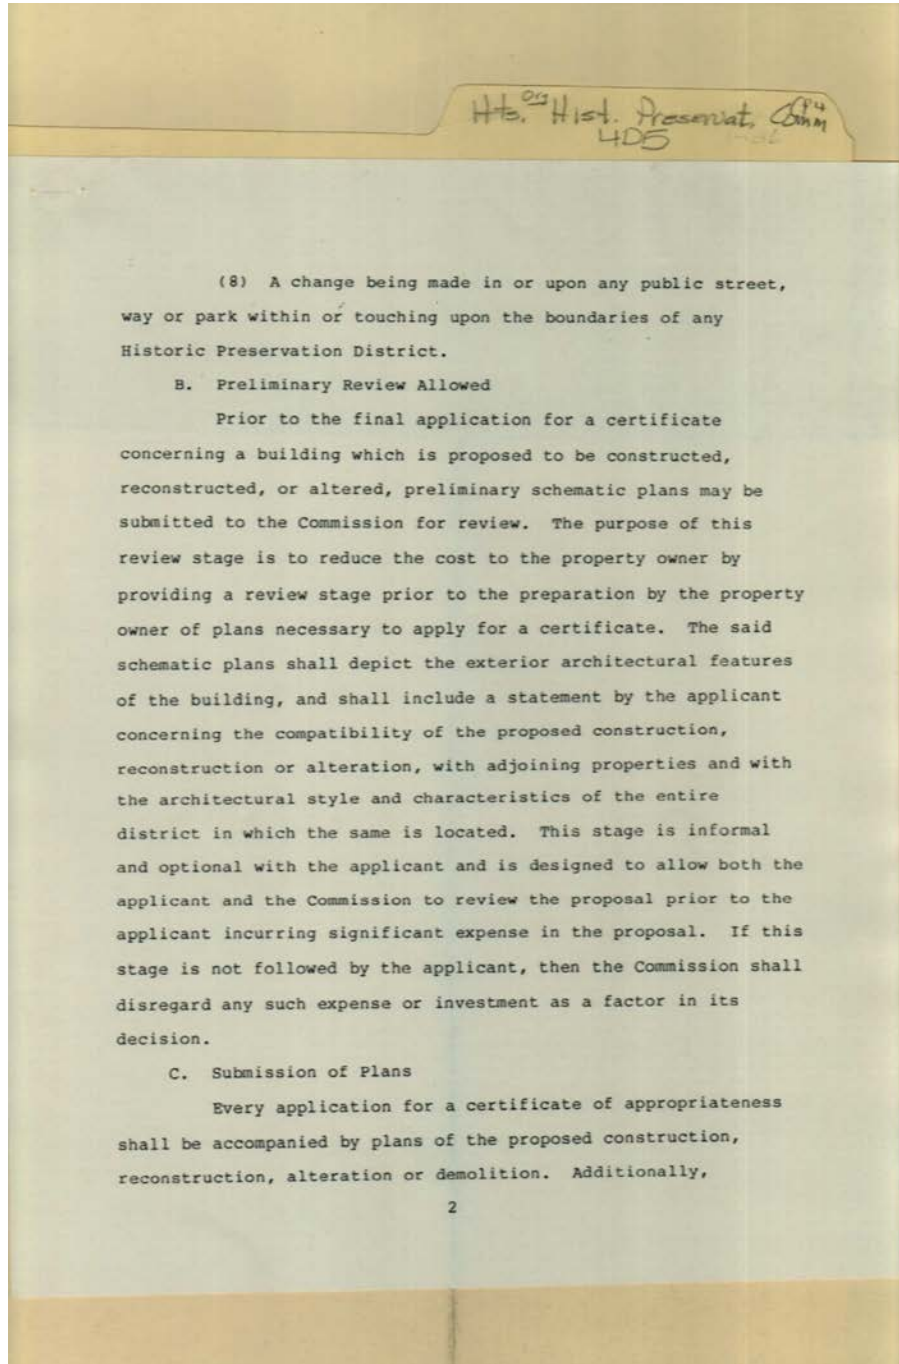 Hts. Org Hist. Preservat. Comm
4D5
(8) A change being made in or upon any public street,
way or park within or touching upon the boundaries of any
Historic Preservation District.
B. Preliminary Review Allowed
Prior to the final application for a certificate
concerning a building which is proposed to be constructed,
reconstructed, or altered, preliminary schematic plans may be
submitted to the Commission for review. The purpose of this
review stage is to reduce the cost to the property owner by
providing a review stage prior to the preparation by the property
owner of plans necessary to apply for a certificate. The said
schematic plans shall depict the exterior architectural features
of the building, and shall include a statement by the applicant
concerning the compatibility of the proposed construction,
reconstruction or alteration, with adjoining properties and with
the architectural style and characteristics of the entire
district in which the same is located. This stage is informal
and optional with the applicant and is designed to allow both the
applicant and the Commission to review the proposal prior to the
applicant incurring significant expense in the proposal. If this
stage is not followed by the applicant, then the Commission shall
disregard any such expense or investment as a factor in its
decision.
C. Submission of Plans
Every application for a certificate of appropriateness
shall be accompanied by plans of the proposed construction,
reconstruction, alteration or demolition. Additionally,
2